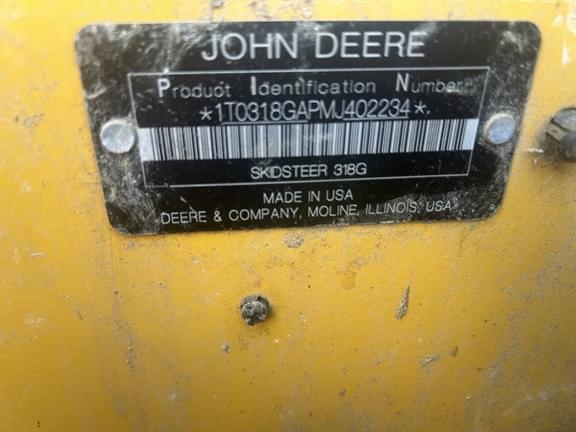 JOHN DEERE
Product Identification Number
*1T0318GAPMJ402234*
SKIDSTEER 318G
MADE IN USA
DEERE & COMPANY, MOLINE, ILLINOIS, USA